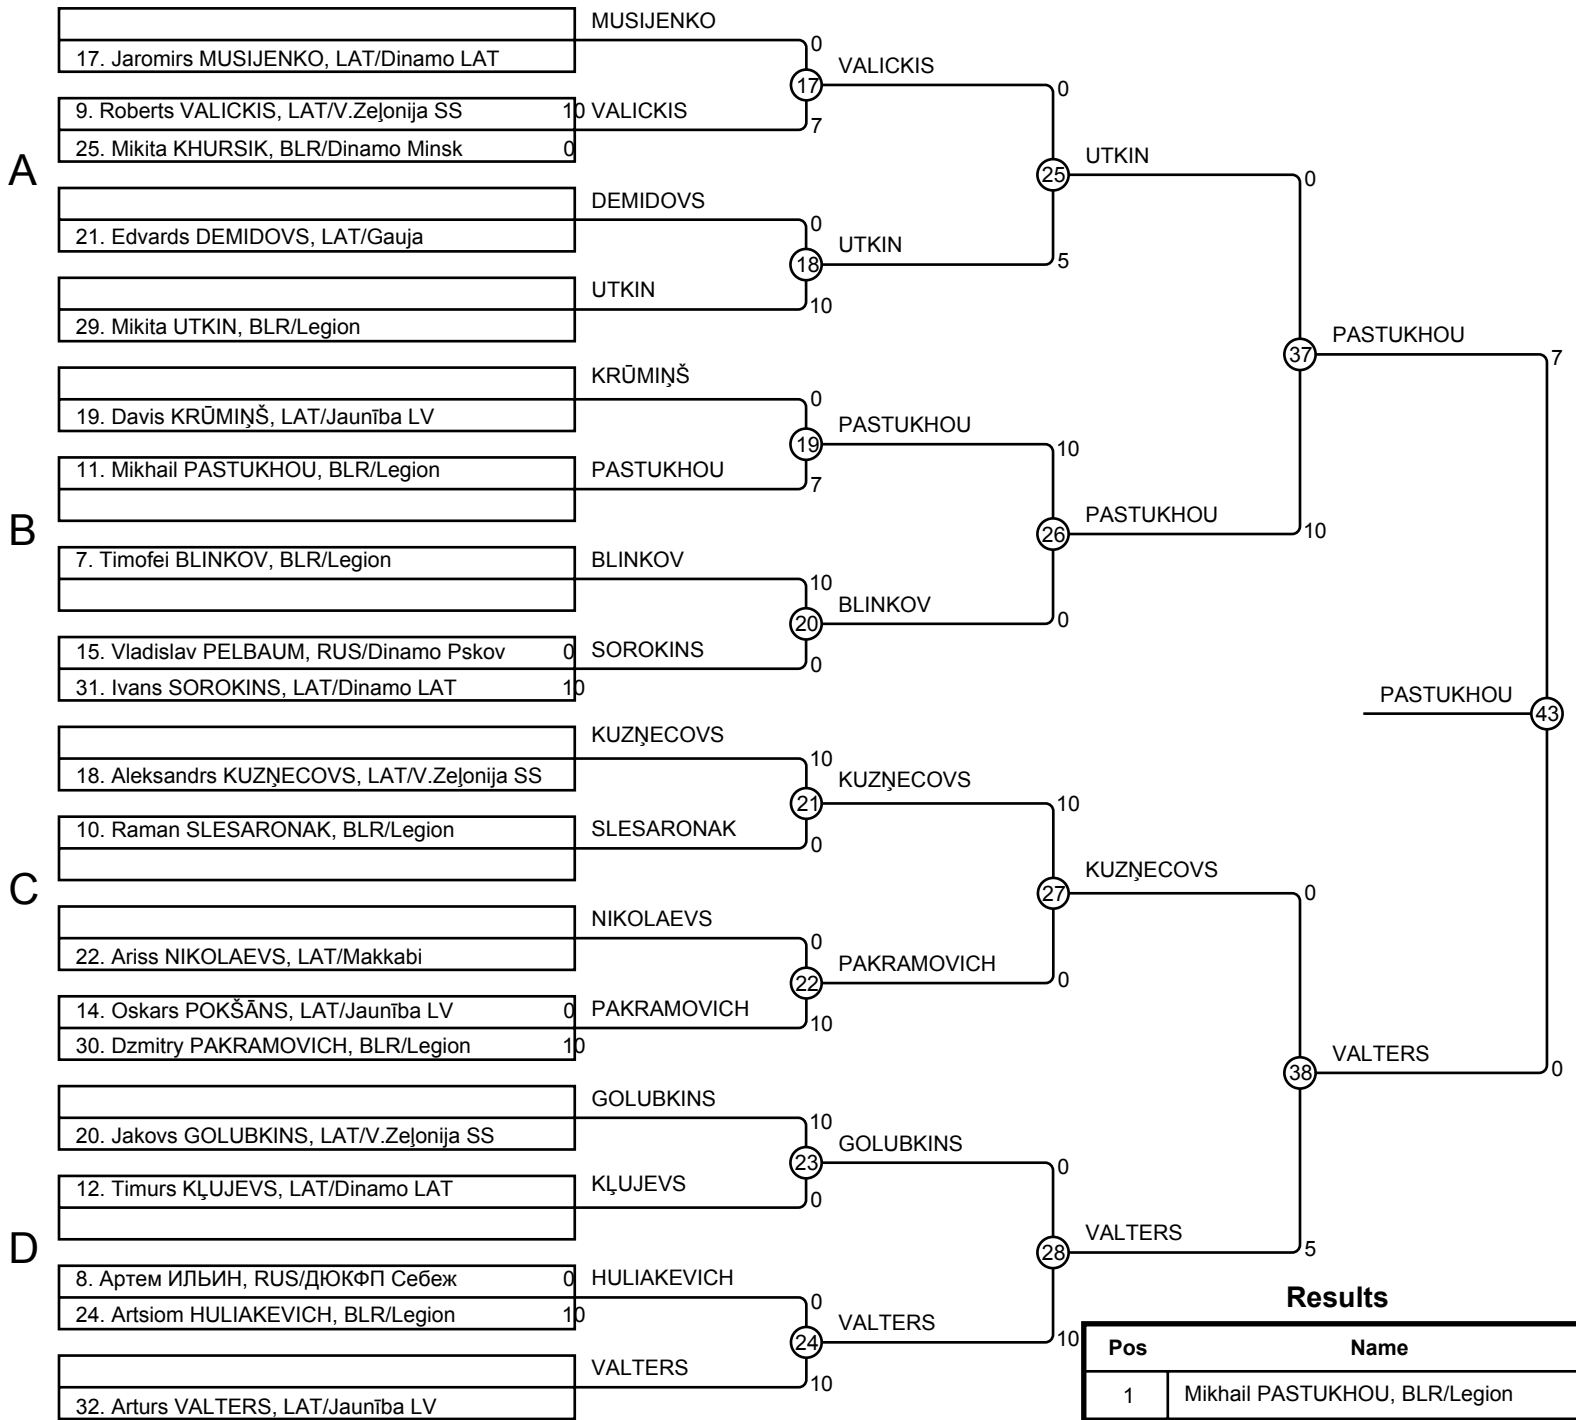 A
17. Jaromirs MUSIJENKO, LAT/Dinamo LAT
9. Roberts VALICKIS, LAT/V.Zeļonija SS 10
25. Mikita KHURSIK, BLR/Dinamo Minsk 0
21. Edvards DEMIDOVS, LAT/Gauja
29. Mikita UTKIN, BLR/Legion
B
19. Davis KRŪMIŅŠ, LAT/Jaunība LV
11. Mikhail PASTUKHOU, BLR/Legion
7. Timofei BLINKOV, BLR/Legion
15. Vladislav PELBAUM, RUS/Dinamo Pskov 0
31. Ivans SOROKINS, LAT/Dinamo LAT 10
C
18. Aleksandrs KUZŅECOVS, LAT/V.Zeļonija SS
10. Raman SLESARONAK, BLR/Legion
22. Ariss NIKOLAEVS, LAT/Makkabi
14. Oskars POKŠĀNS, LAT/Jaunība LV 0
30. Dzmitry PAKRAMOVICH, BLR/Legion 10
D
20. Jakovs GOLUBKINS, LAT/V.Zeļonija SS
12. Timurs KĻUJEVS, LAT/Dinamo LAT
8. Артем ИЛЬИН, RUS/ДЮКФП Себеж 0
24. Artsiom HULIAKEVICH, BLR/Legion 10
32. Arturs VALTERS, LAT/Jaunība LV
MUSIJENKO
0
17
VALICKIS
7
DEMIDOVS
0
18
UTKIN
10
KRŪMIŅŠ
0
19
PASTUKHOU
7
BLINKOV
10
20
SOROKINS
0
KUZŅECOVS
10
21
SLESARONAK
0
NIKOLAEVS
0
22
PAKRAMOVICH
10
GOLUBKINS
10
23
KĻUJEVS
0
HULIAKEVICH
0
24
VALTERS
10
VALICKIS
0
25
UTKIN
5
PASTUKHOU
10
26
BLINKOV
0
KUZŅECOVS
10
27
PAKRAMOVICH
0
GOLUBKINS
0
28
VALTERS
10
UTKIN
0
37
PASTUKHOU
10
KUZŅECOVS
0
38
VALTERS
5
PASTUKHOU
7
PASTUKHOU
43
VALTERS
0
Results
Pos Name
1 Mikhail PASTUKHOU, BLR/Legion